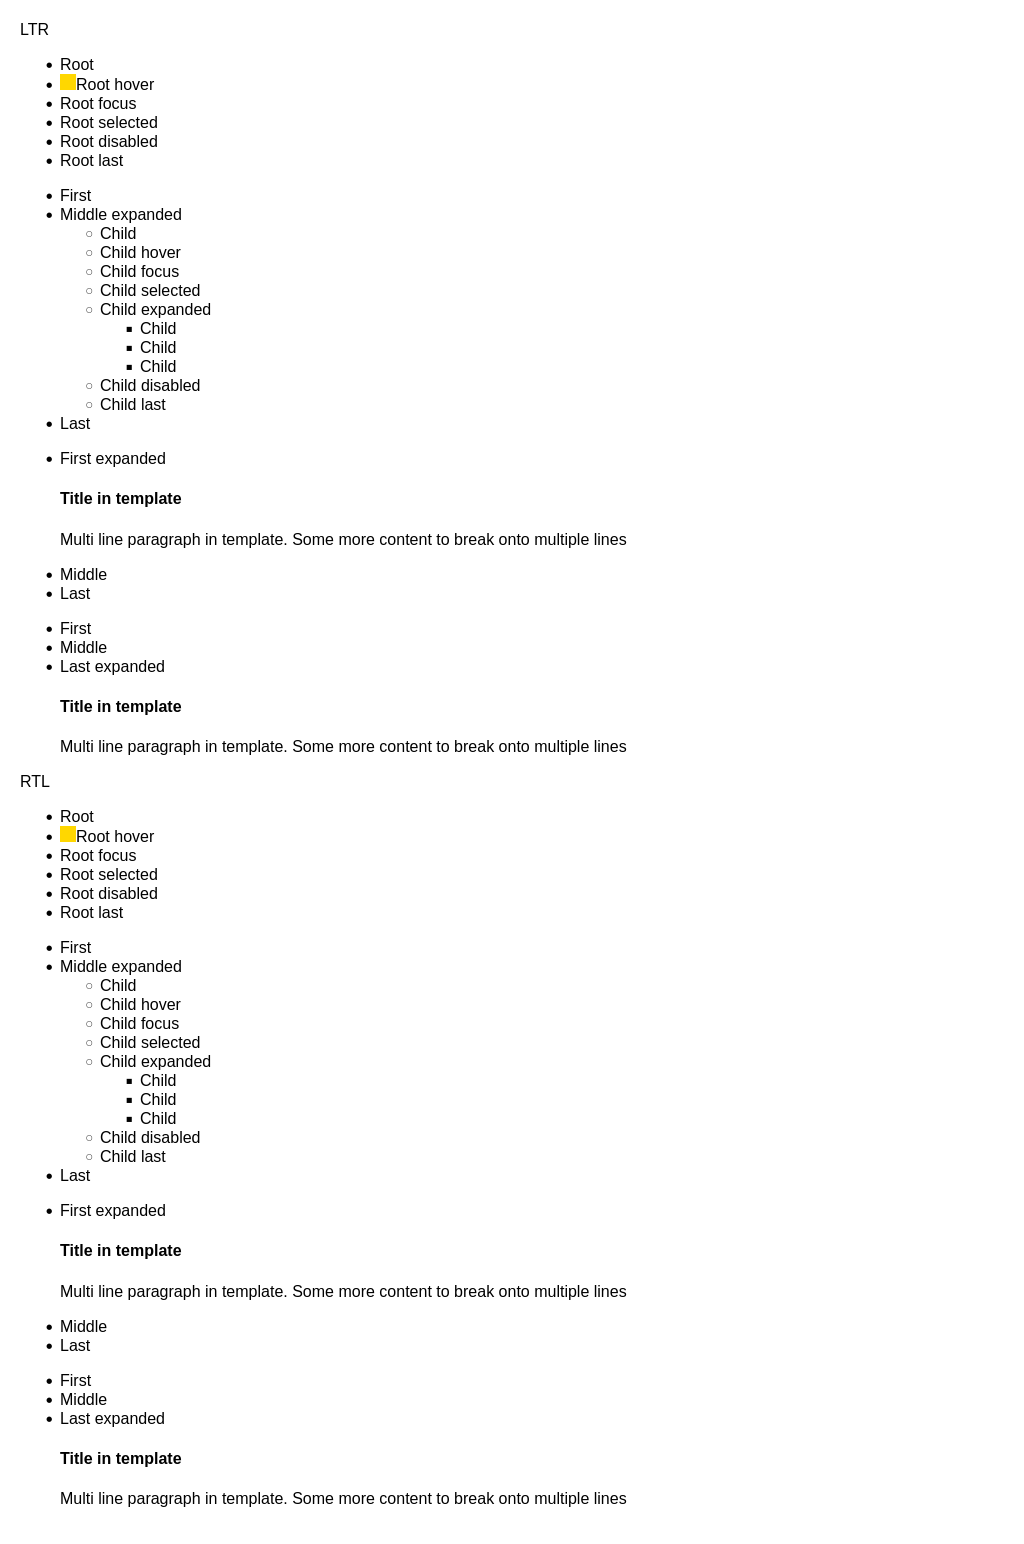 LTR
Root
Root hover
Root focus
Root selected
Root disabled
Root last
First
Middle expanded
Child
Child hover
Child focus
Child selected
Child expanded
Child
Child
Child
Child disabled
Child last
Last
First expanded
Title in template
Multi line paragraph in template. Some more content to break onto multiple lines
Middle
Last
First
Middle
Last expanded
Title in template
Multi line paragraph in template. Some more content to break onto multiple lines
RTL
Root
Root hover
Root focus
Root selected
Root disabled
Root last
First
Middle expanded
Child
Child hover
Child focus
Child selected
Child expanded
Child
Child
Child
Child disabled
Child last
Last
First expanded
Title in template
Multi line paragraph in template. Some more content to break onto multiple lines
Middle
Last
First
Middle
Last expanded
Title in template
Multi line paragraph in template. Some more content to break onto multiple lines